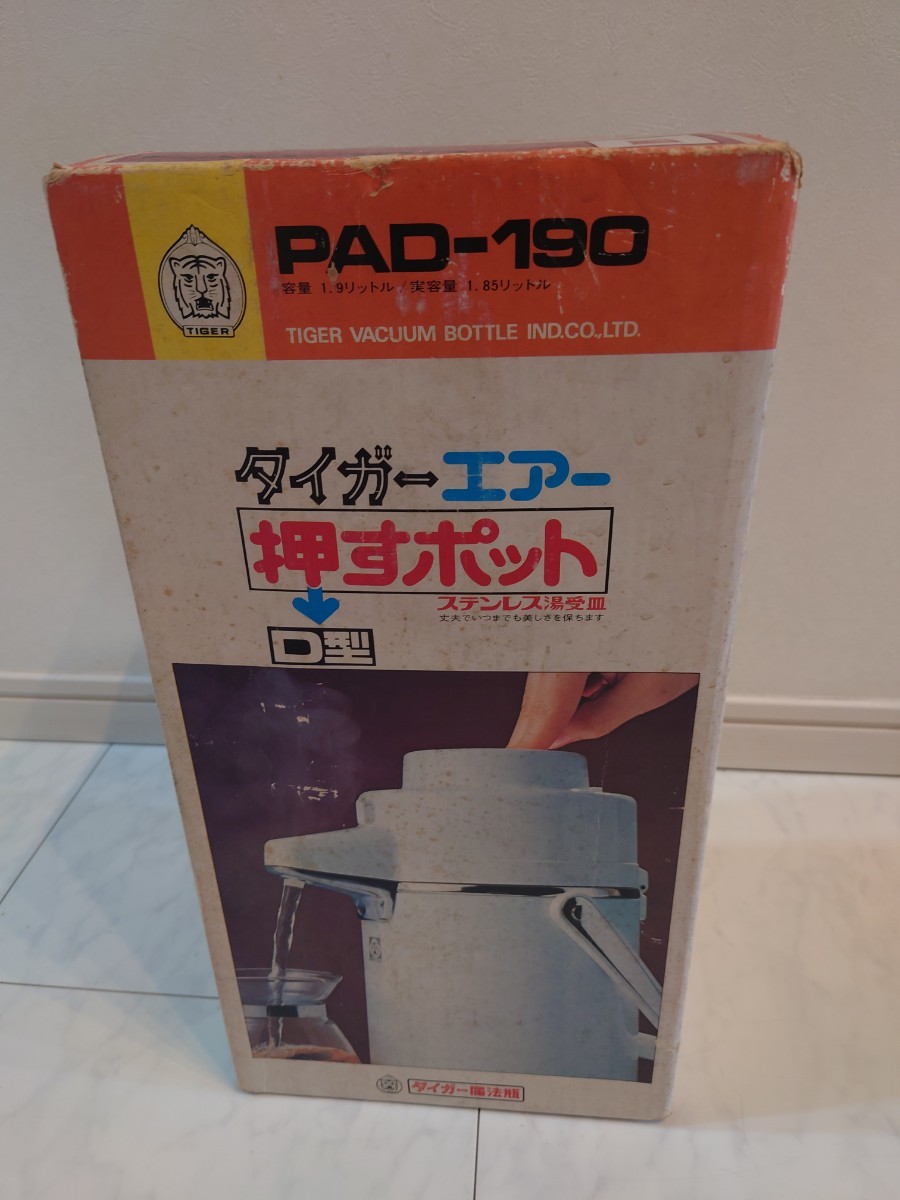 PAD-190
容量 1.9リットル/実容量 1.85リットル
TIGER
TIGER VACUUM BOTTLE IND.CO.,LTD.
タイガーエアー
押すポット
ステンレス湯受皿
丈夫でいつまでも美しさを保ちます
D型
タイガー魔法瓶